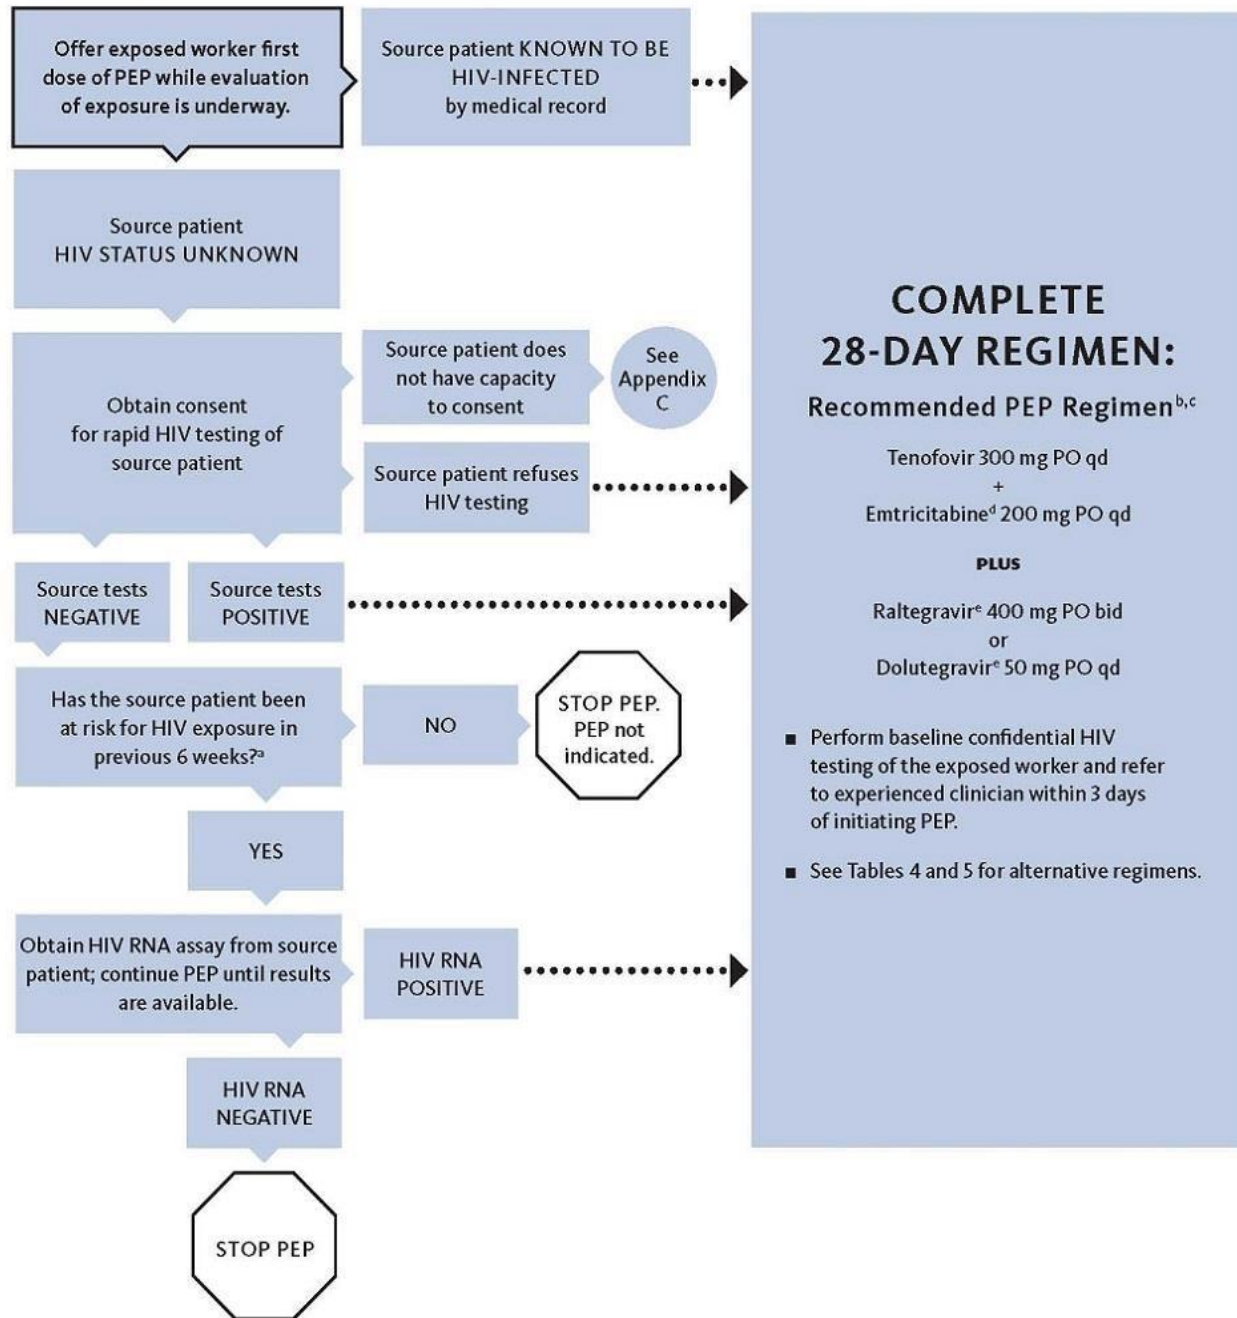 Offer exposed worker first
dose of PEP while evaluation
of exposure is underway.
Source patient KNOWN TO BE
HIV-INFECTED
by medical record
Source patient
HIV STATUS UNKNOWN
Obtain consent
for rapid HIV testing of
source patient
Source patient does
not have capacity
to consent
See
Appendix
C
Source patient refuses
HIV testing
Source tests
NEGATIVE
Source tests
POSITIVE
Has the source patient been
at risk for HIV exposure in
previous 6 weeks?ᵃ
NO
STOP PEP.
PEP not
indicated.
YES
Obtain HIV RNA assay from source
patient; continue PEP until results
are available.
HIV RNA
POSITIVE
HIV RNA
NEGATIVE
STOP PEP
COMPLETE
28-DAY REGIMEN:
Recommended PEP Regimenᵇ,ᶜ
Tenofovir 300 mg PO qd
+
Emtricitabineᵈ 200 mg PO qd
PLUS
Raltegravirᵉ 400 mg PO bid
or
Dolutegravirᵉ 50 mg PO qd
■ Perform baseline confidential HIV
testing of the exposed worker and refer
to experienced clinician within 3 days
of initiating PEP.
■ See Tables 4 and 5 for alternative regimens.